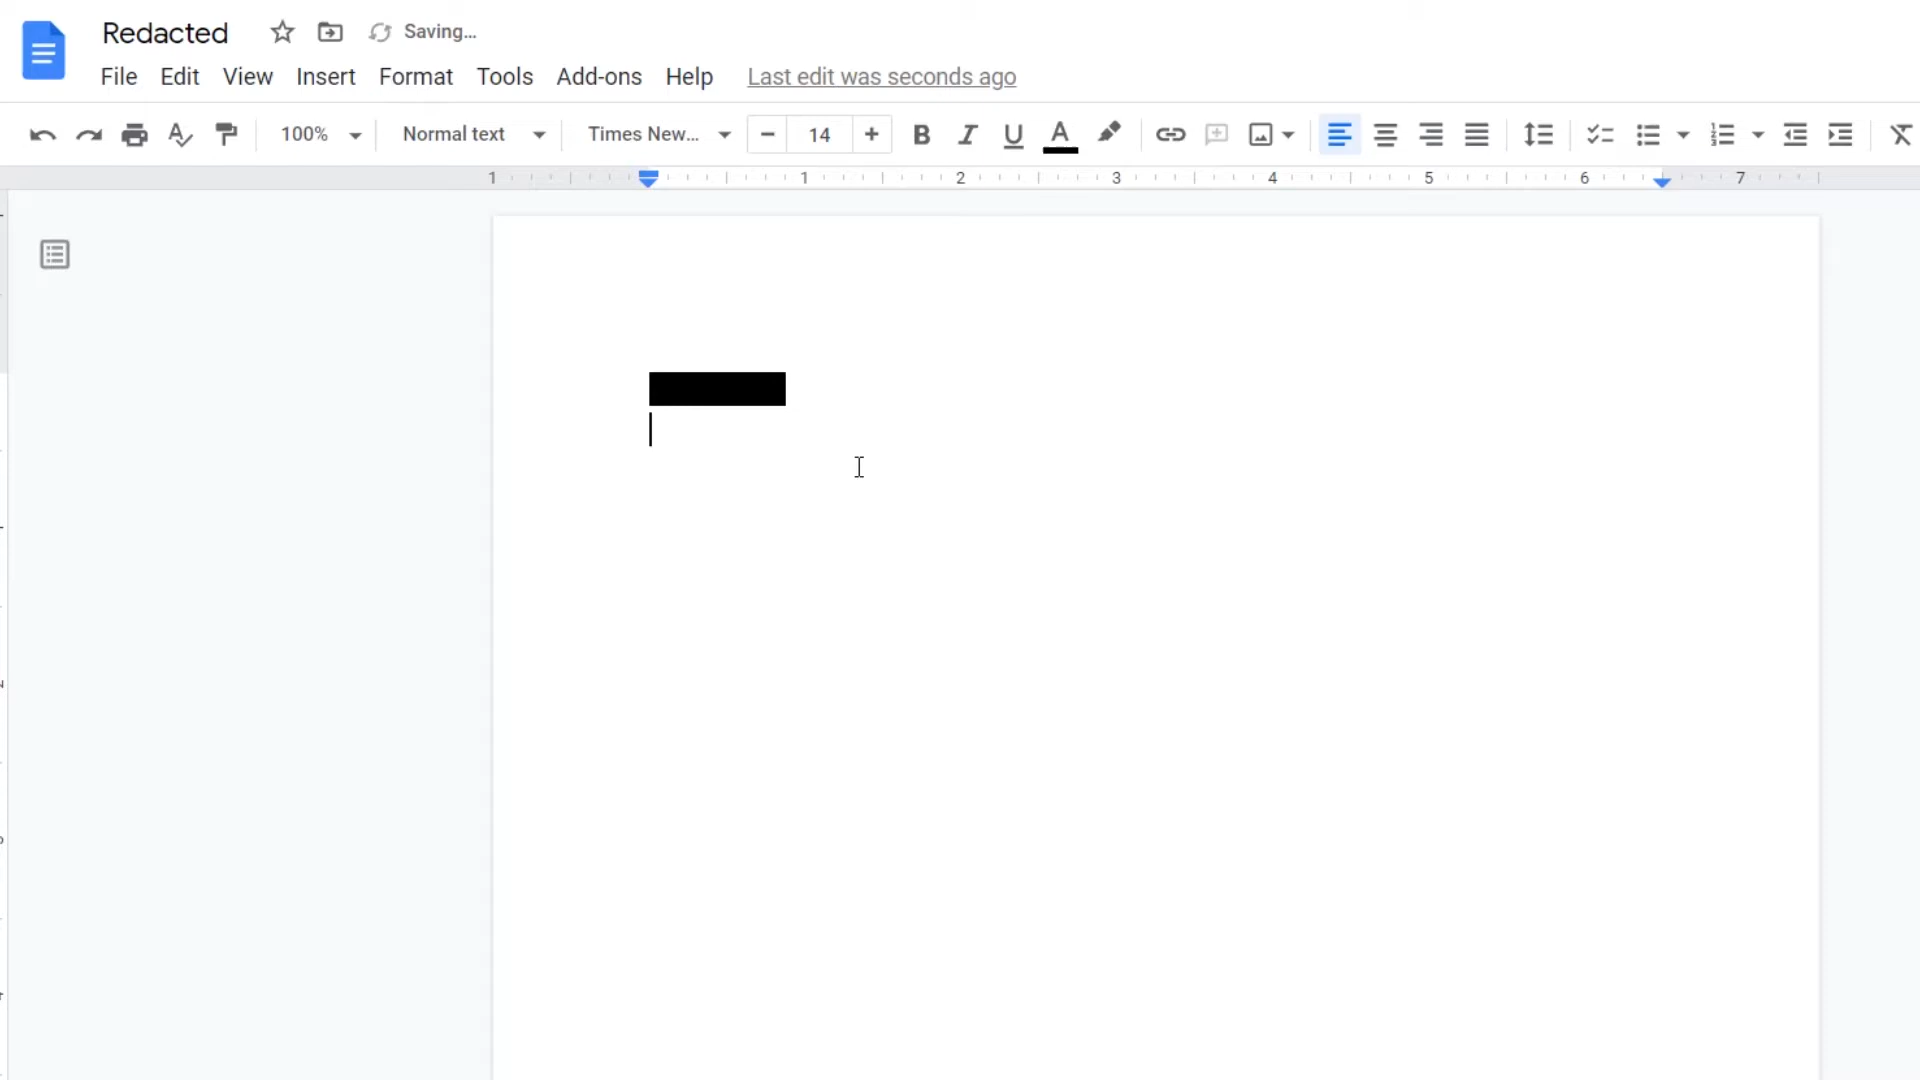 Redacted Saving...
File Edit View Insert Format Tools Add-ons Help Last edit was seconds ago
100% Normal text Times New... − 14 + B I U A
1 1 2 3 4 5 6 7